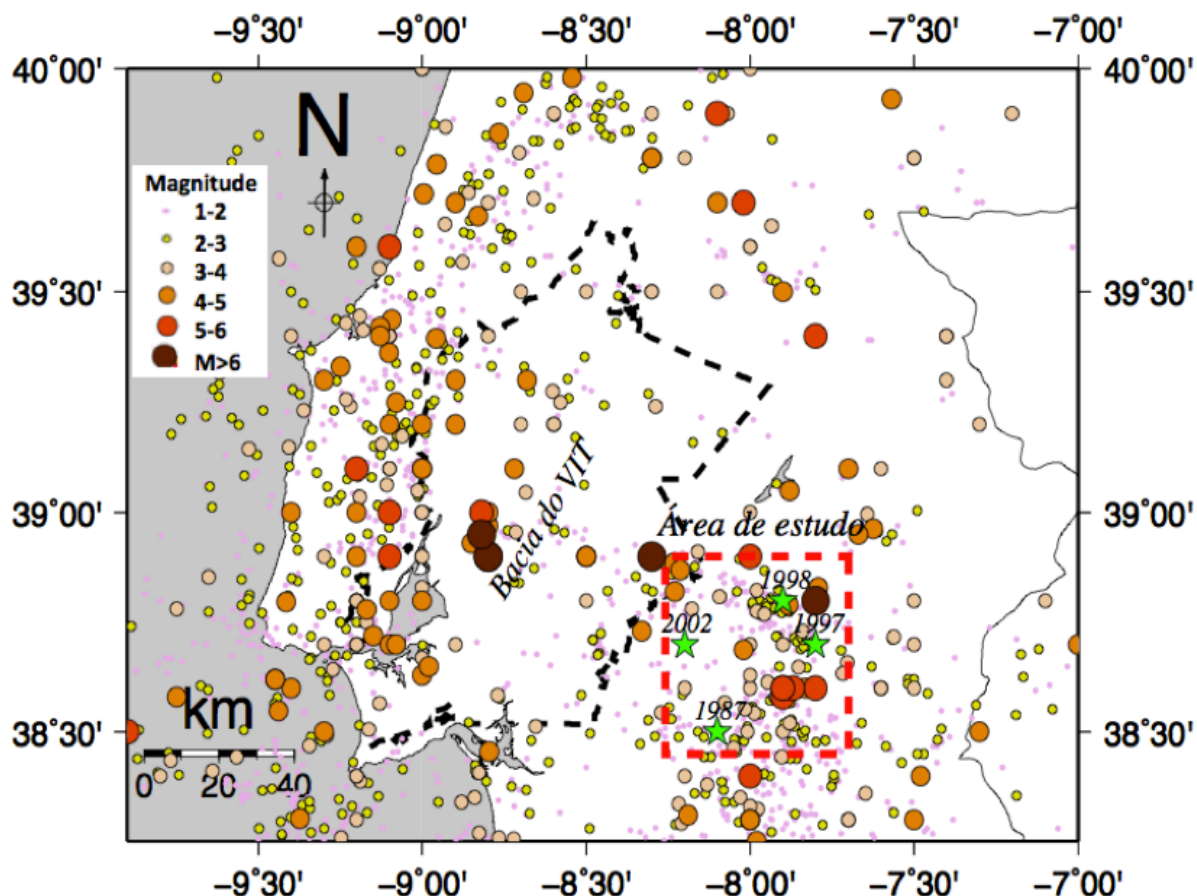 −9˚30' −9˚00' −8˚30' −8˚00' −7˚30' −7˚00'
40˚00' 40˚00'
N
Magnitude
1-2
2-3
3-4
4-5
5-6
M>6
39˚30' 39˚30'
Bacia do VIT
39˚00' 39˚00'
Área de estudo
1998
2002 1997
1987
km
38˚30' 38˚30'
0 20 40
−9˚30' −9˚00' −8˚30' −8˚00' −7˚30' −7˚00'